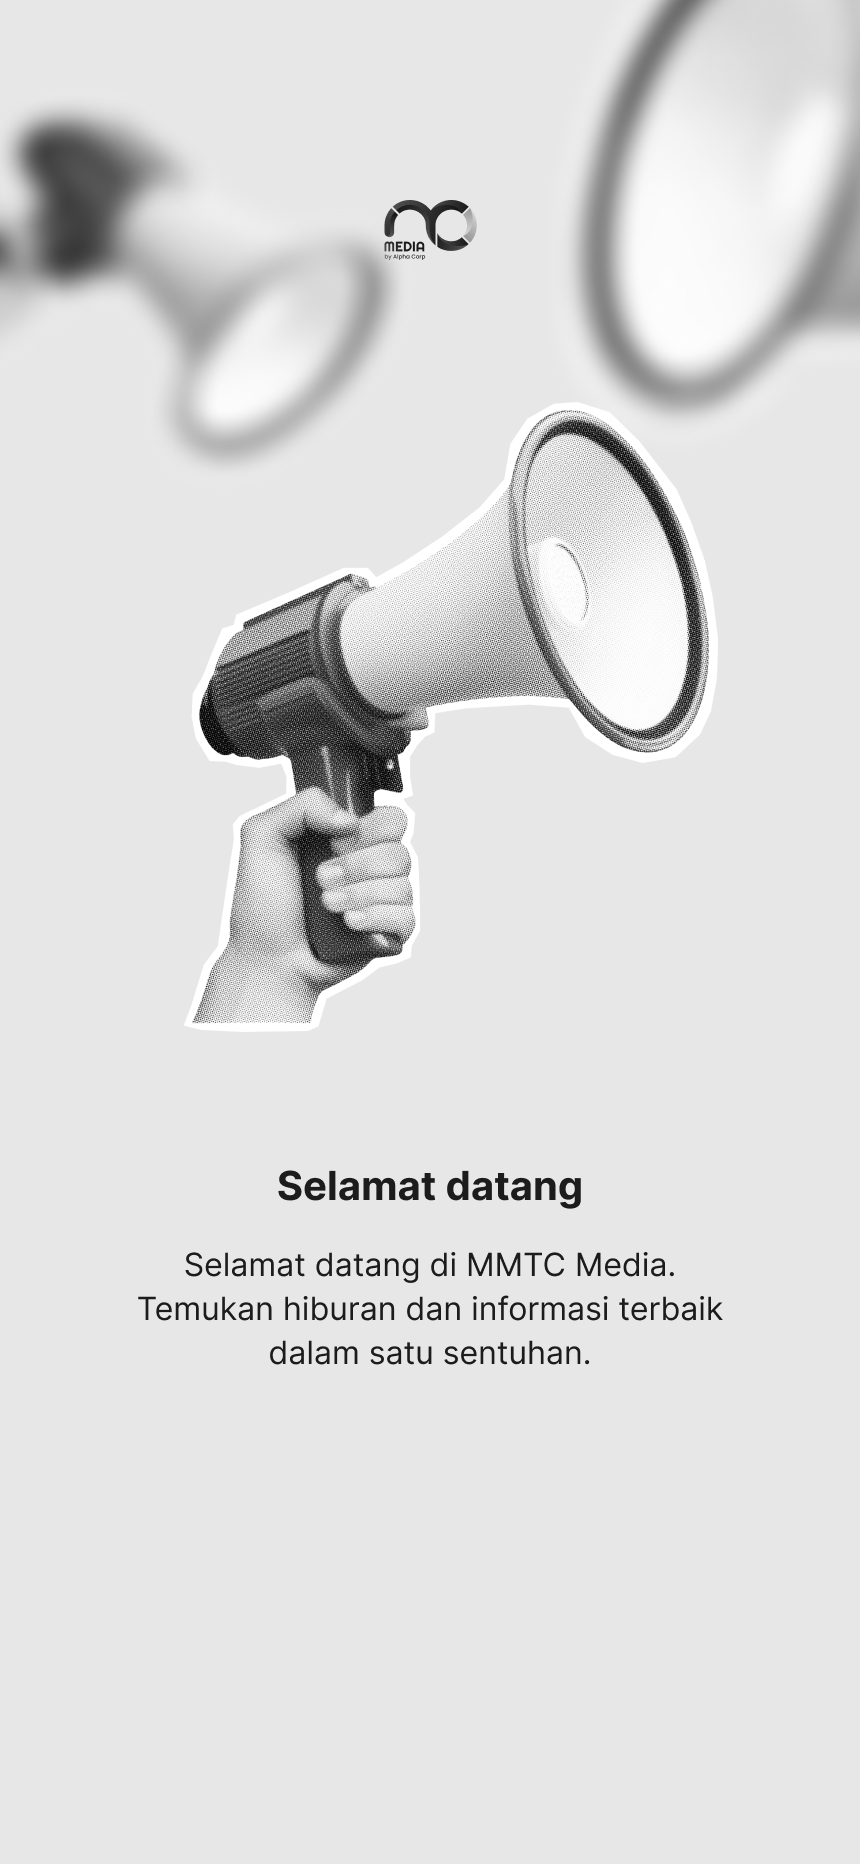 MEDIA
by Alpha Corp
Selamat datang
Selamat datang di MMTC Media.
Temukan hiburan dan informasi terbaik
dalam satu sentuhan.